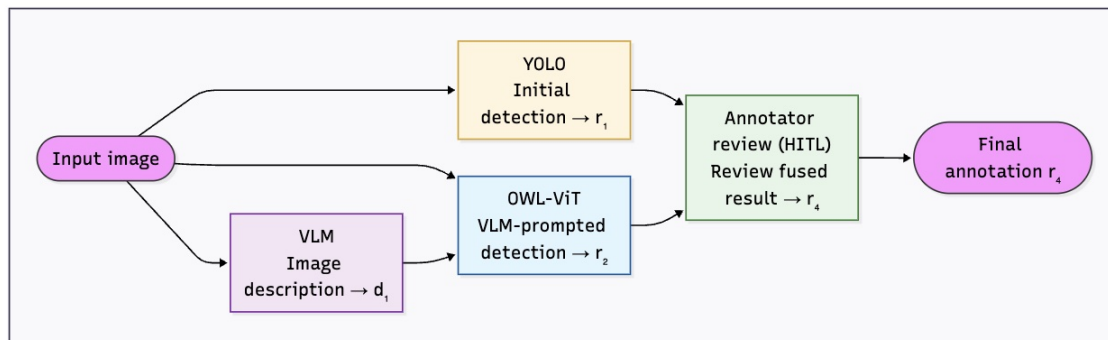 YOLO
Initial
detection → r₁
Input image
OWL-ViT
VLM-prompted
detection → r₂
VLM
Image
description → d₁
Annotator
review (HITL)
Review fused
result → r₄
Final
annotation r₄